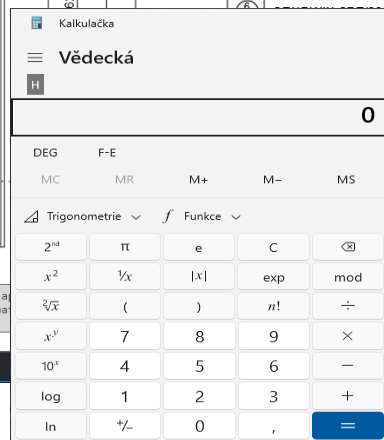 Kalkulačka
Vědecká
H
0
DEG F-E
MC MR M+ M− MS
Trigonometrie f Funkce
2ⁿᵈ π e C
x² ¹/x |x| exp mod
²√x ( ) n! ÷
xʸ 7 8 9 ×
10ˣ 4 5 6 −
log 1 2 3 +
ln +/− 0 , =